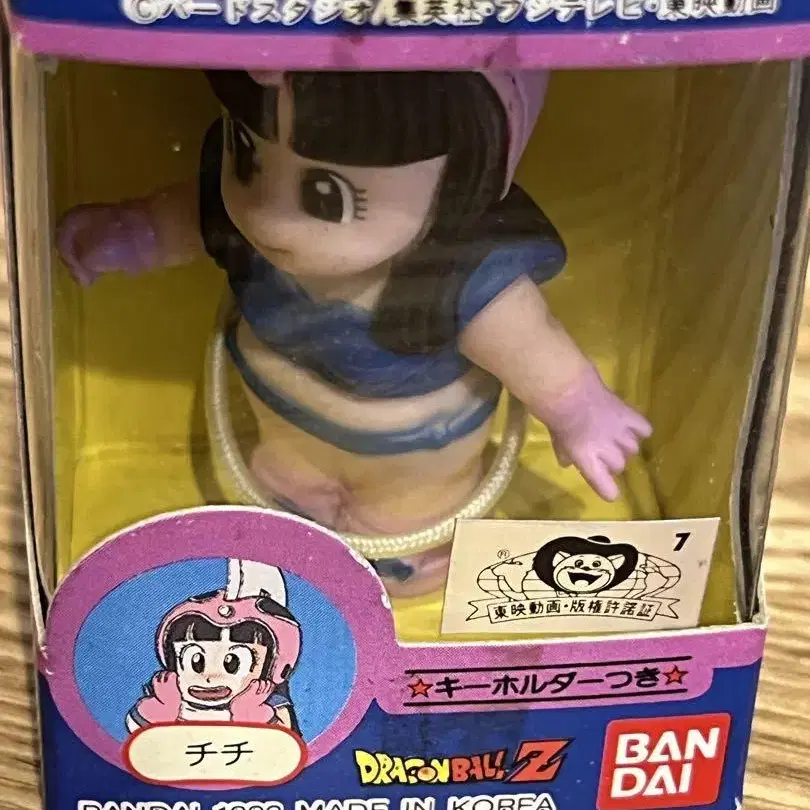 ©バードスタジオ/集英社・フジテレビ・東映動画
7
®
東映動画・版権許諾証
☆キーホルダーつき☆
チチ
DRAGON BALL Z
BAN
DAI
BANDAI MADE IN KOREA